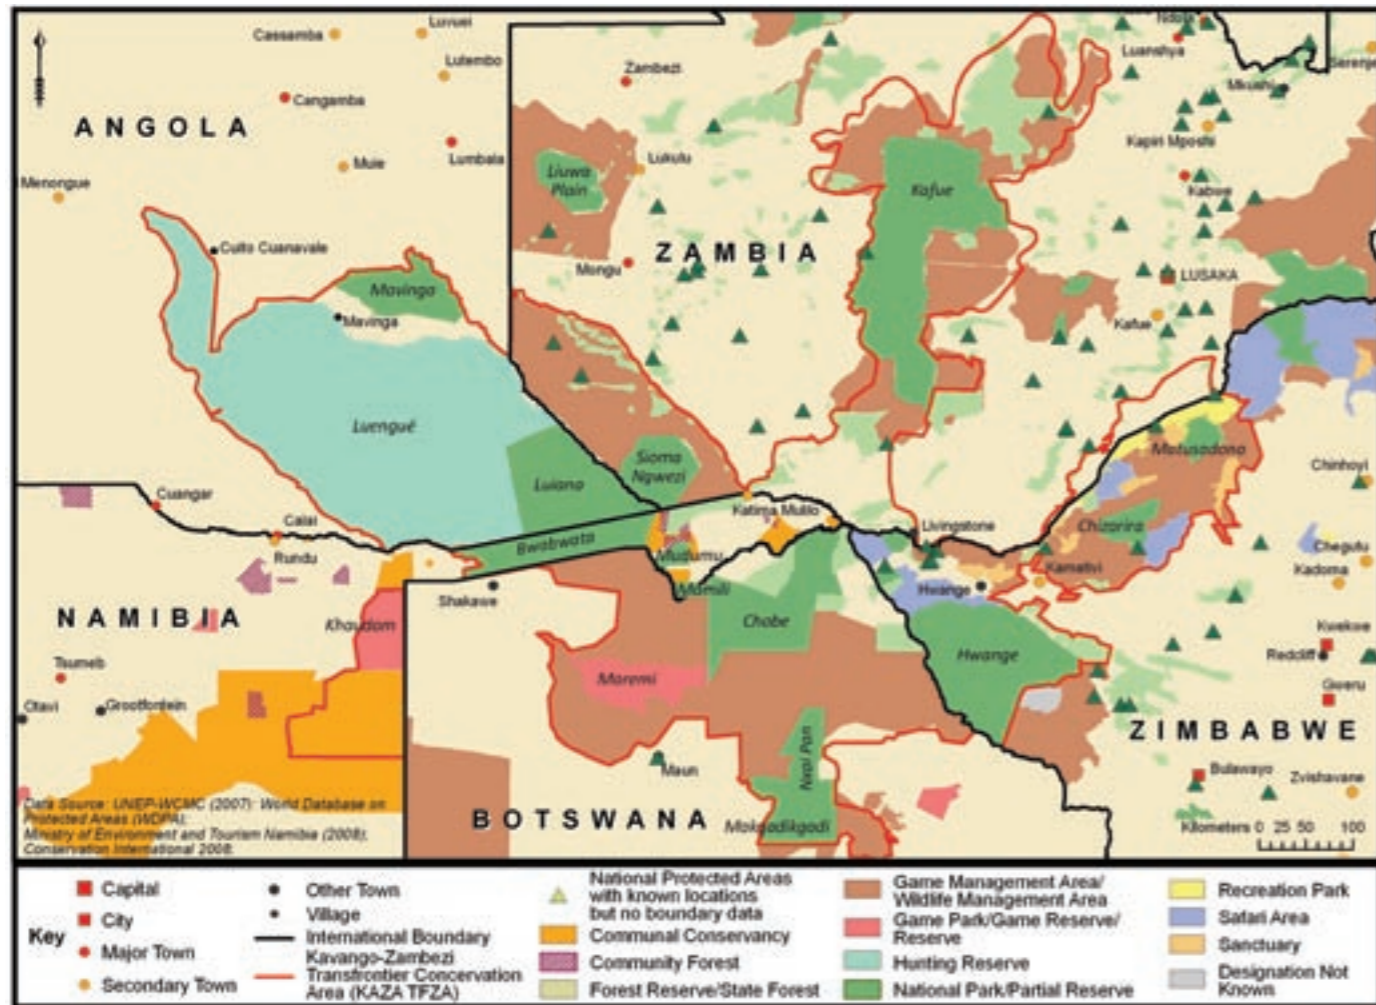 Cassamba
Luvuei
Lutembo
Cangamba
ANGOLA
Muie
Lumbala
Menongue
Cuito Cuanavale
Mavinga
Mavinga
Luengué
Luiana
Cuangar
Calai
Rundu
NAMIBIA
Khaudom
Tsumeb
Otavi
Grootfontein
Zambezi
Liuwa
Plain
Lukulu
Mongu
ZAMBIA
Kafue
Ndola
Luanshya
Serenje
Mkushi
Kapiri Mposhi
Kabwe
LUSAKA
Kafue
Sioma
Ngwezi
Katima Mulilo
Bwabwata
Mudumu
Mamili
Shakawe
Livingstone
Matusadona
Chizarira
Chinhoyi
Chegutu
Kadoma
Kwekwe
Redcliff
Gweru
Hwange
Kamativi
Hwange
Chobe
Moremi
Maun
Nxai Pan
Makgadikgadi
BOTSWANA
ZIMBABWE
Bulawayo
Zvishavane
Data Source: UNEP-WCMC (2007): World Database on
Protected Areas (WDPA);
Ministry of Environment and Tourism Namibia (2008);
Conservation International 2008;
Kilometers 0 25 50 100
Key
Capital
City
Major Town
Secondary Town
Other Town
Village
International Boundary
Kavango-Zambezi
Transfrontier Concervation
Area (KAZA TFZA)
National Protected Areas
with known locations
but no boundary data
Communal Conservancy
Community Forest
Forest Reserve/State Forest
Game Management Area/
Wildlife Management Area
Game Park/Game Reserve/
Reserve
Hunting Reserve
National Park/Partial Reserve
Recreation Park
Safari Area
Sanctuary
Designation Not
Known